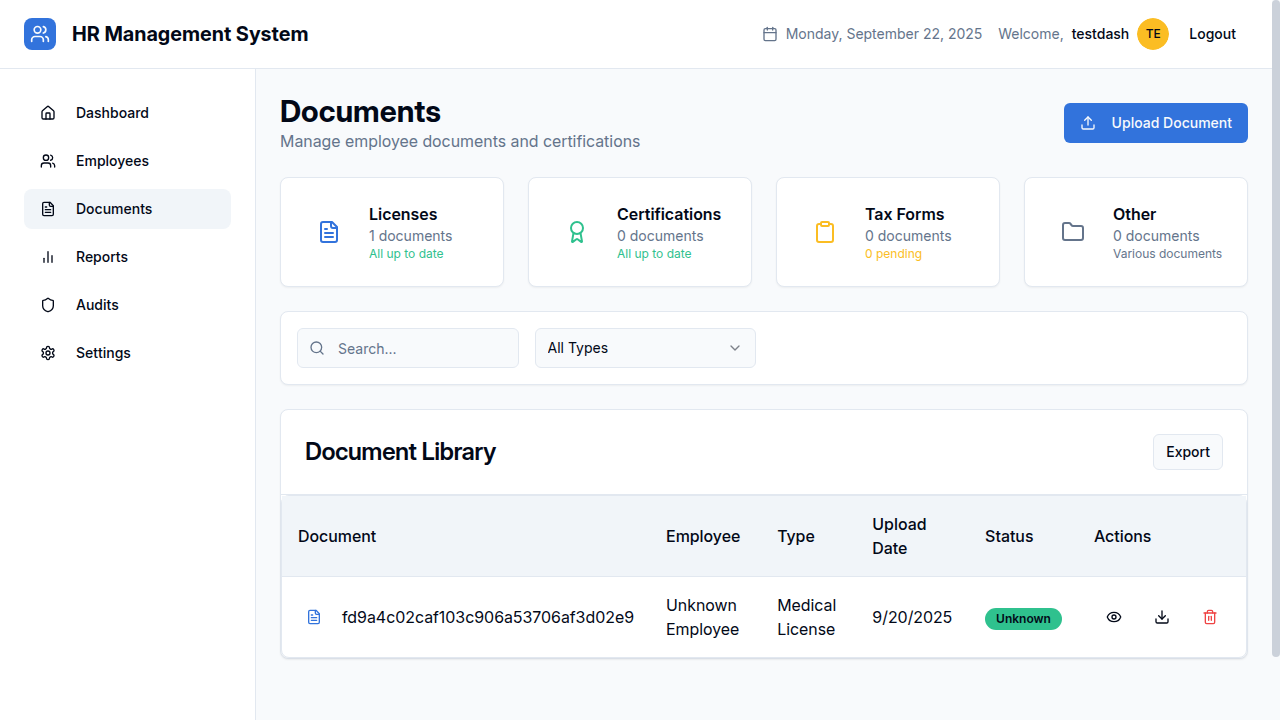 HR Management System
Monday, September 22, 2025
Welcome, testdash
TE
Logout
Dashboard
Employees
Documents
Reports
Audits
Settings
Documents
Manage employee documents and certifications
Upload Document
Licenses
1 documents
All up to date
Certifications
0 documents
All up to date
Tax Forms
0 documents
0 pending
Other
0 documents
Various documents
Search...
All Types
Document Library
Export
Document
Employee
Type
Upload
Date
Status
Actions
fd9a4c02caf103c906a53706af3d02e9
Unknown
Employee
Medical
License
9/20/2025
Unknown